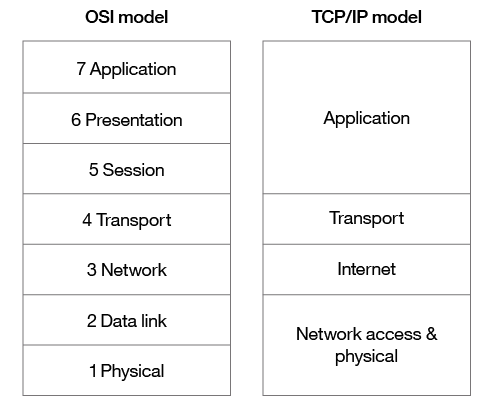 OSI model
7 Application
6 Presentation
5 Session
4 Transport
3 Network
2 Data link
1 Physical
TCP/IP model
Application
Transport
Internet
Network access &
physical